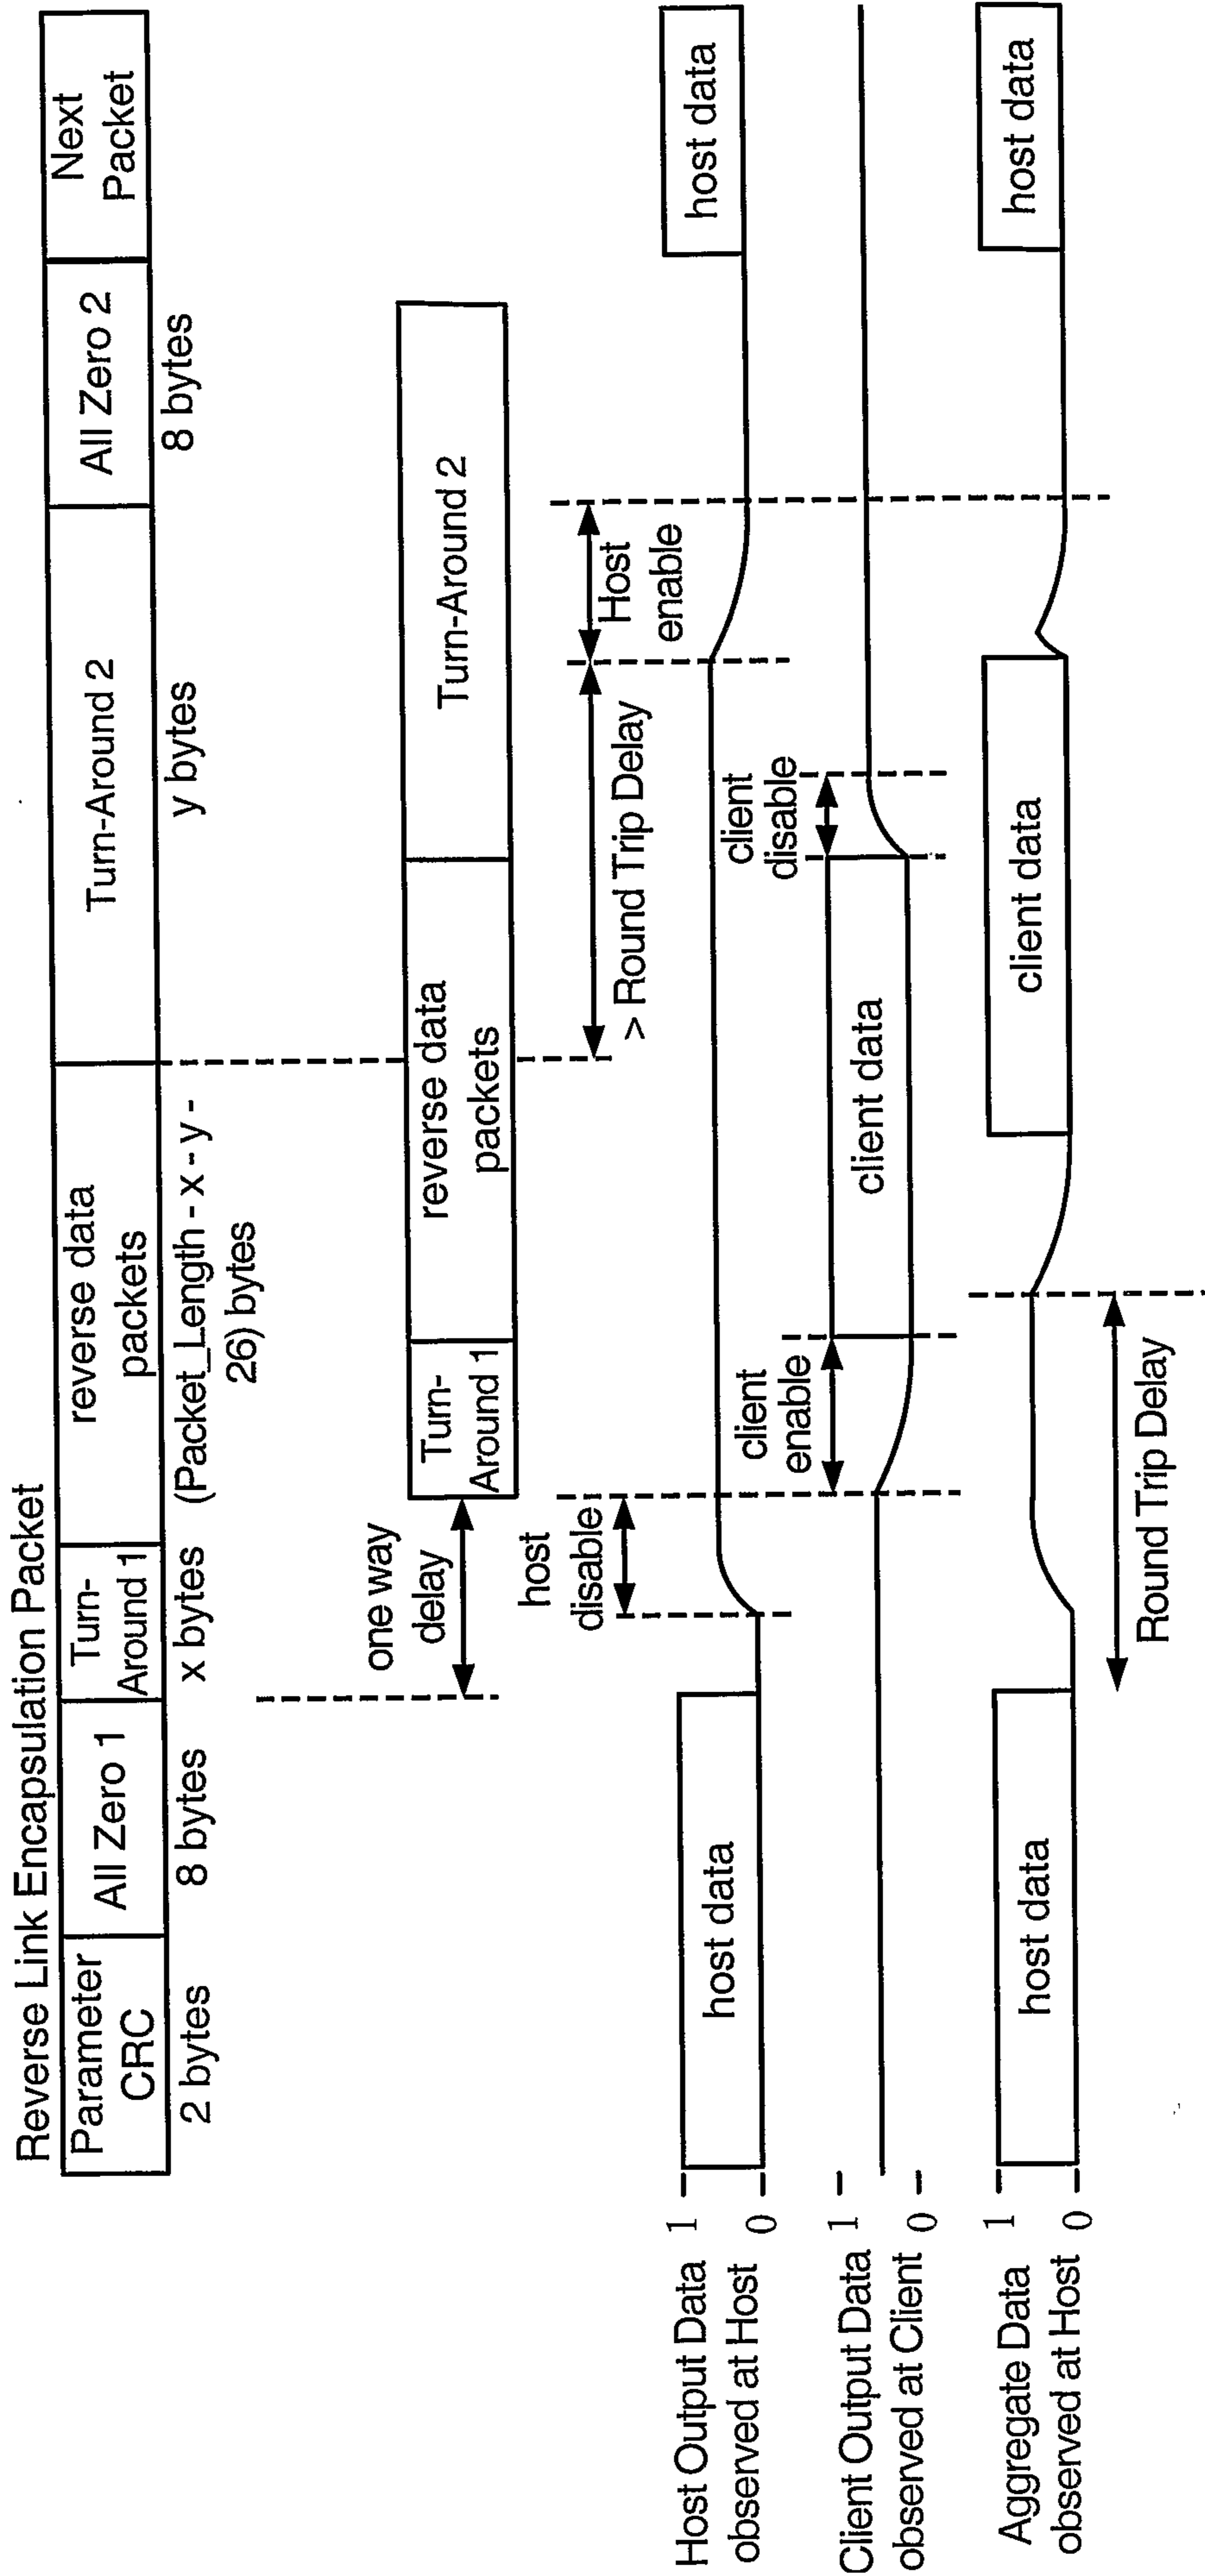 Reverse Link Encapsulation Packet
Parameter
CRC
All Zero 1
Turn-
Around 1
reverse data
packets
Turn-Around 2
All Zero 2
Next
Packet
2 bytes
8 bytes
x bytes
(Packet_Length - x - y -
26) bytes
y bytes
8 bytes
one way
delay
Turn-
Around 1
reverse data
packets
Turn-Around 2
host
disable
> Round Trip Delay
Host
enable
Host Output Data
observed at Host
1
0
host data
host data
client
enable
client
disable
Client Output Data
observed at Client
1
0
client data
Aggregate Data
observed at Host
1
0
host data
client data
host data
Round Trip Delay